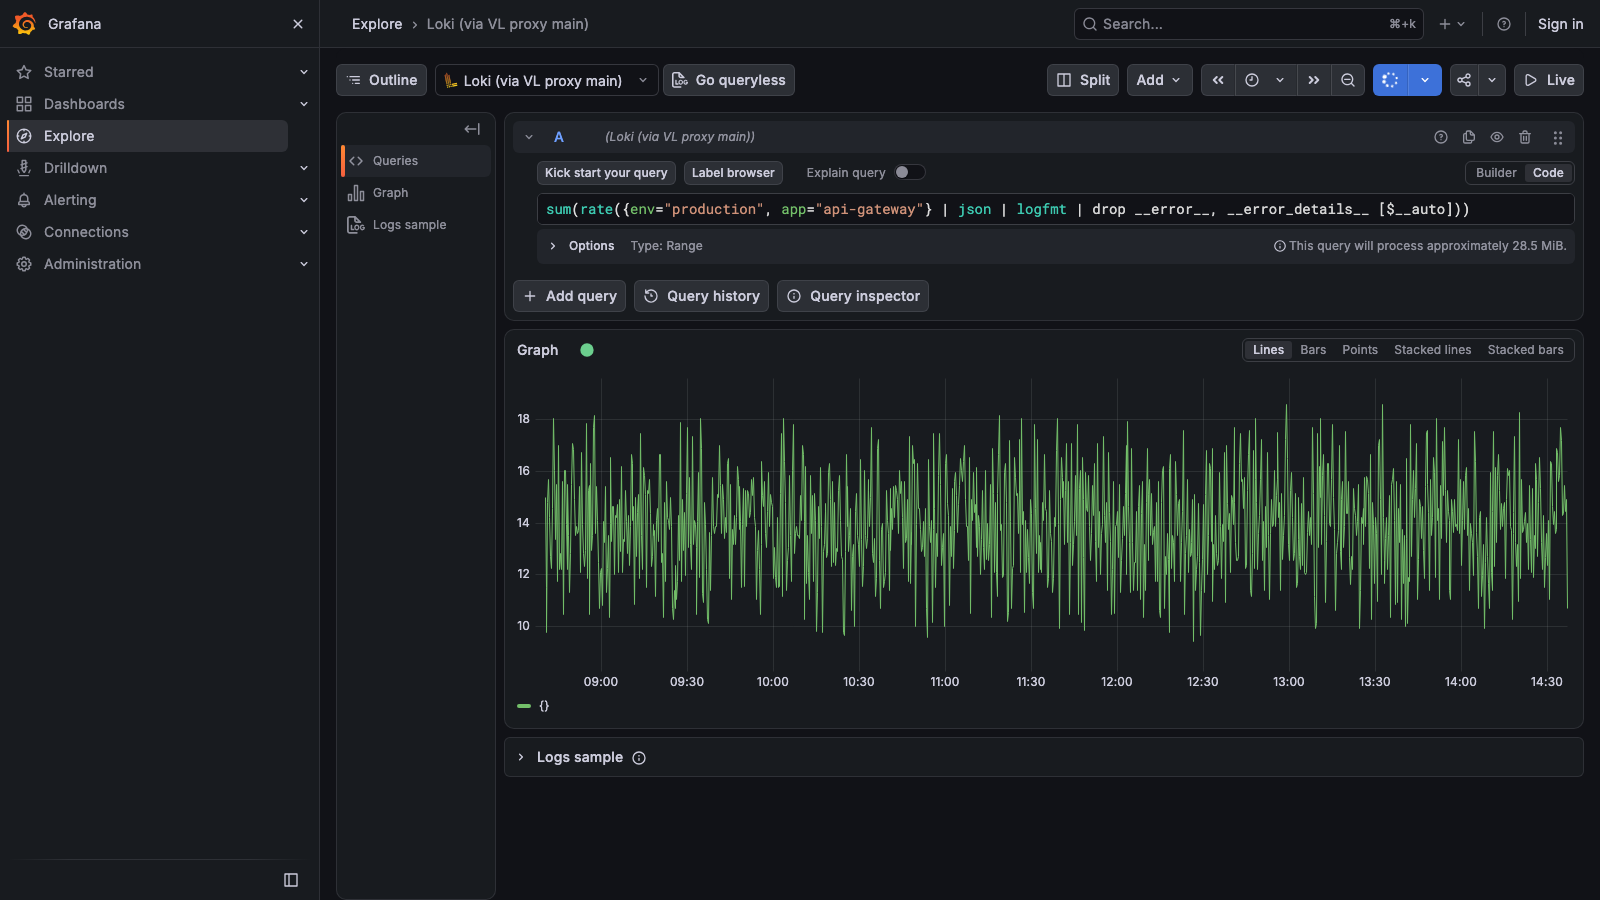 Grafana
Explore › Loki (via VL proxy main)
Search...
⌘+k
Sign in
Starred
Dashboards
Explore
Drilldown
Alerting
Connections
Administration
Outline
Loki (via VL proxy main)
Go queryless
Split
Add
Live
Queries
Graph
Logs sample
A
(Loki (via VL proxy main))
Kick start your query
Label browser
Explain query
Builder
Code
sum(rate({env="production", app="api-gateway"} | json | logfmt | drop __error__, __error_details__ [$__auto]))
Options
Type: Range
This query will process approximately 28.5 MiB.
Add query
Query history
Query inspector
Graph
Lines
Bars
Points
Stacked lines
Stacked bars
18
16
14
12
10
09:00
09:30
10:00
10:30
11:00
11:30
12:00
12:30
13:00
13:30
14:00
14:30
{}
Logs sample